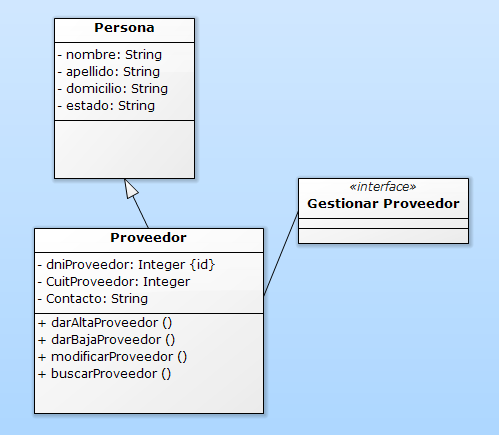 Persona
- nombre: String
- apellido: String
- domicilio: String
- estado: String
«interface»
Gestionar Proveedor
Proveedor
- dniProveedor: Integer {id}
- CuitProveedor: Integer
- Contacto: String
+ darAltaProveedor ()
+ darBajaProveedor ()
+ modificarProveedor ()
+ buscarProveedor ()